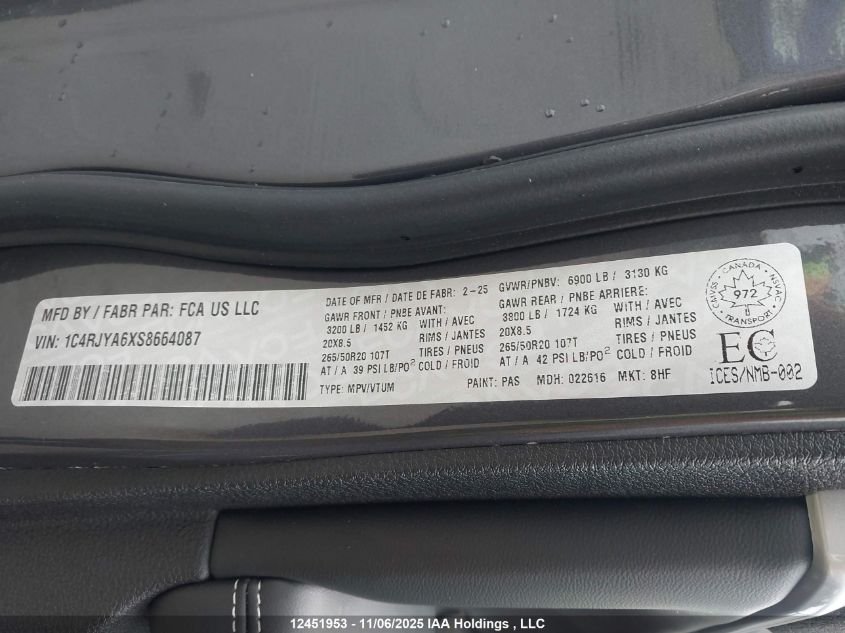 MFD BY / FABR PAR: FCA US LLC
VIN: 1C4RJYA6XS8664087
DATE OF MFR / DATE DE FABR: 2-25
GAWR FRONT / PNBE AVANT:
3200 LB / 1452 KG WITH / AVEC
20X8.5 RIMS / JANTES
265/50R20 107T TIRES / PNEUS
AT / A 39 PSI LB/PO² COLD / FROID
TYPE: MPV/VTUM
GVWR/PNBV: 6900 LB / 3130 KG
GAWR REAR / PNBE ARRIERE:
3800 LB / 1724 KG WITH / AVEC
20X8.5 RIMS / JANTES
265/50R20 107T TIRES / PNEUS
AT / A 42 PSI LB/PO² COLD / FROID
PAINT: PAS MDH: 022616 MKT: 8HF
CANADA
CMVSS NSVAC
972
TRANSPORT
EC
ICES/NMB-002
12451953 - 11/06/2025 IAA Holdings , LLC